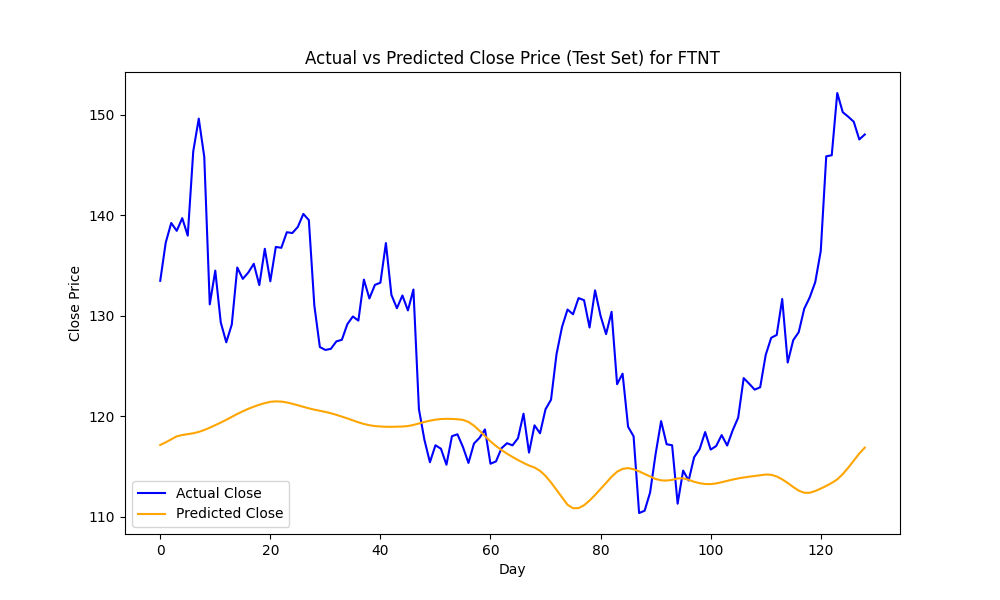 Actual vs Predicted Close Price (Test Set) for FTNT
150
140
130
120
110
Close Price
Actual Close
Predicted Close
0 20 40 60 80 100 120
Day